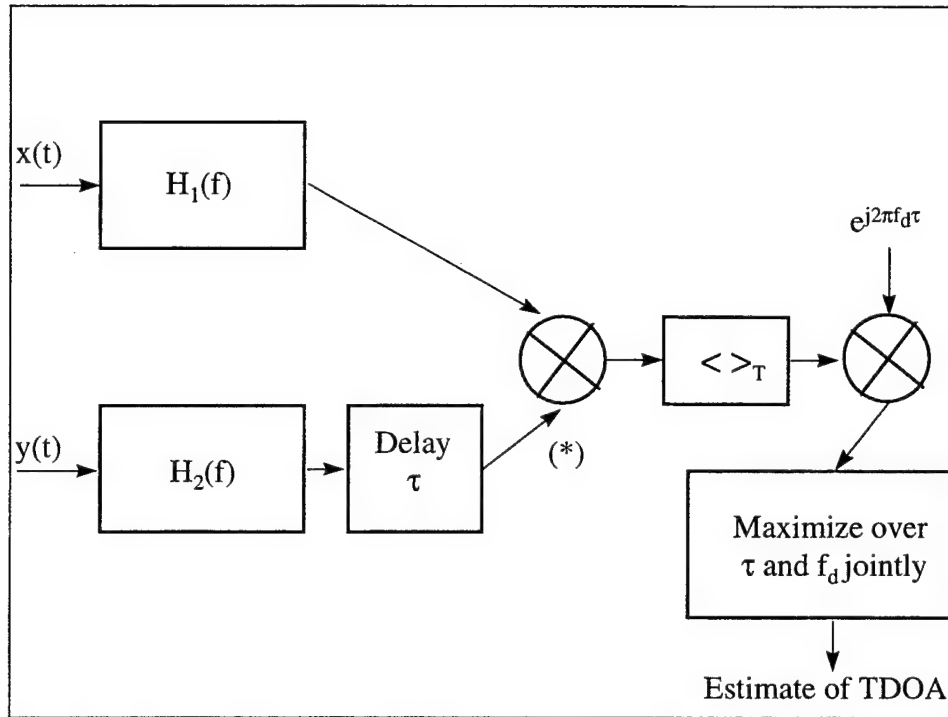 x(t)
H₁(f)
e^{j2πf_dτ}
< >_T
y(t)
H₂(f)
Delay
τ
(*)
Maximize over
τ and f_d jointly
Estimate of TDOA